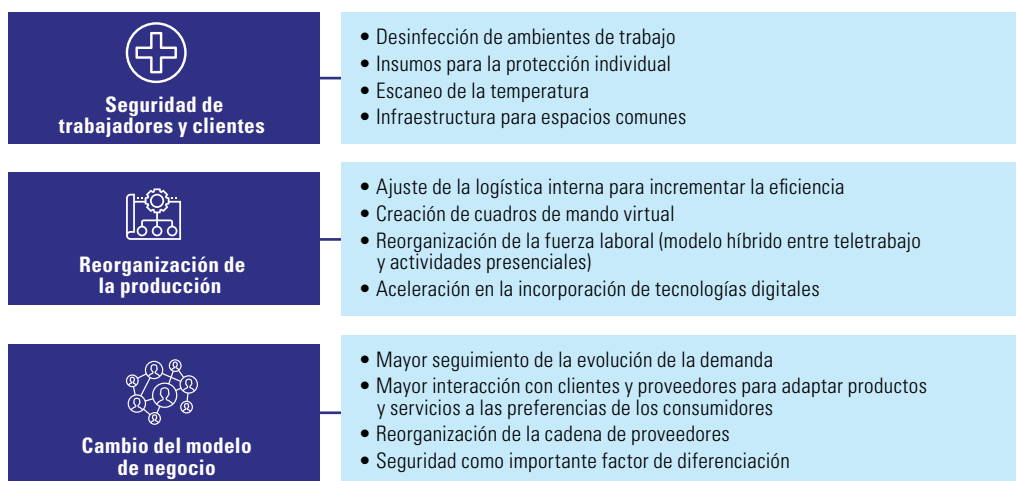 Seguridad de
trabajadores y clientes
• Desinfección de ambientes de trabajo
• Insumos para la protección individual
• Escaneo de la temperatura
• Infraestructura para espacios comunes
Reorganización de
la producción
• Ajuste de la logística interna para incrementar la eficiencia
• Creación de cuadros de mando virtual
• Reorganización de la fuerza laboral (modelo híbrido entre teletrabajo
y actividades presenciales)
• Aceleración en la incorporación de tecnologías digitales
Cambio del modelo
de negocio
• Mayor seguimiento de la evolución de la demanda
• Mayor interacción con clientes y proveedores para adaptar productos
y servicios a las preferencias de los consumidores
• Reorganización de la cadena de proveedores
• Seguridad como importante factor de diferenciación